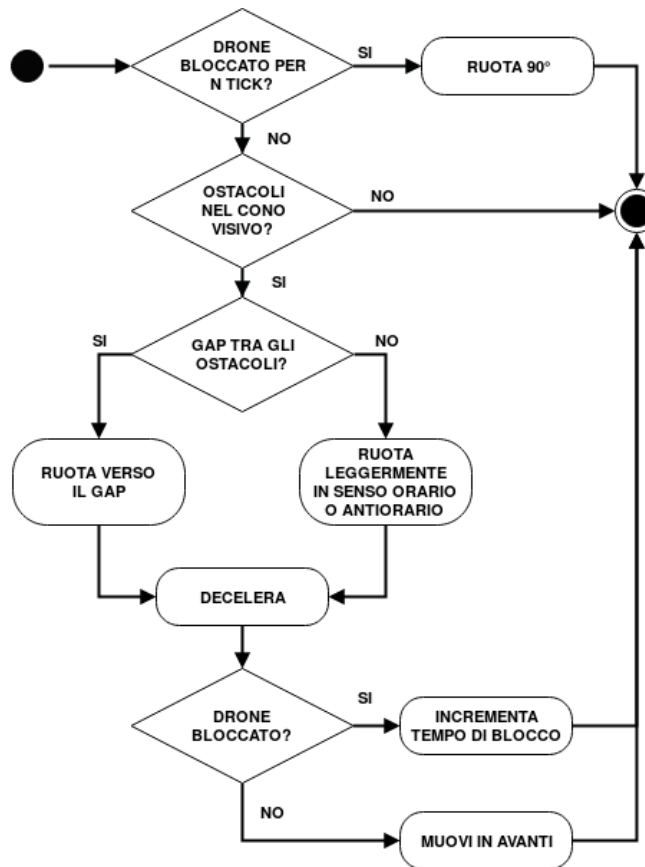 DRONE
BLOCCATO PER
N TICK?
SI
RUOTA 90°
NO
OSTACOLI
NEL CONO
VISIVO?
NO
SI
GAP TRA GLI
OSTACOLI?
SI
NO
RUOTA VERSO
IL GAP
RUOTA
LEGGERMENTE
IN SENSO ORARIO
O ANTIORARIO
DECELERA
DRONE
BLOCCATO?
SI
INCREMENTA
TEMPO DI BLOCCO
NO
MUOVI IN AVANTI